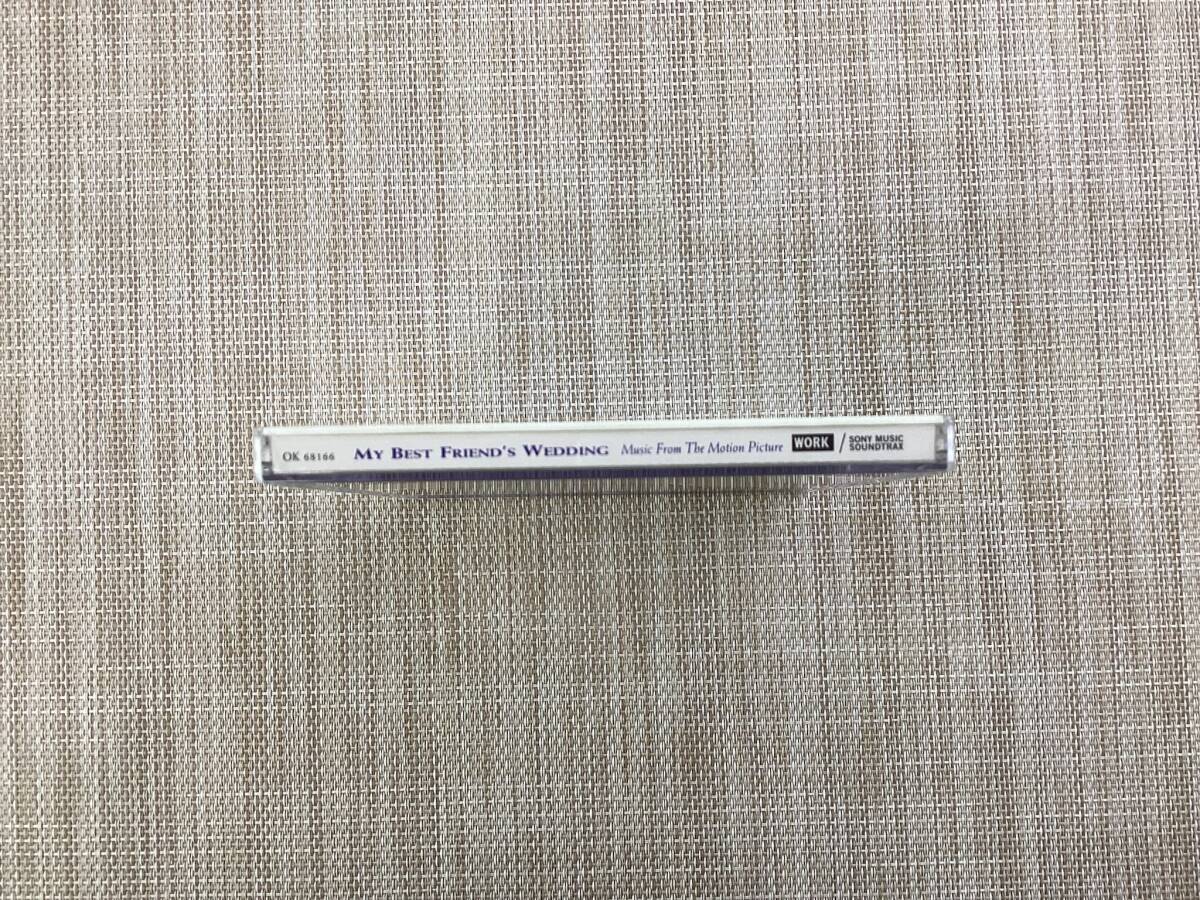 OK 68166 MY BEST FRIEND'S WEDDING Music From The Motion Picture WORK / SONY MUSIC
SOUNDTRAX